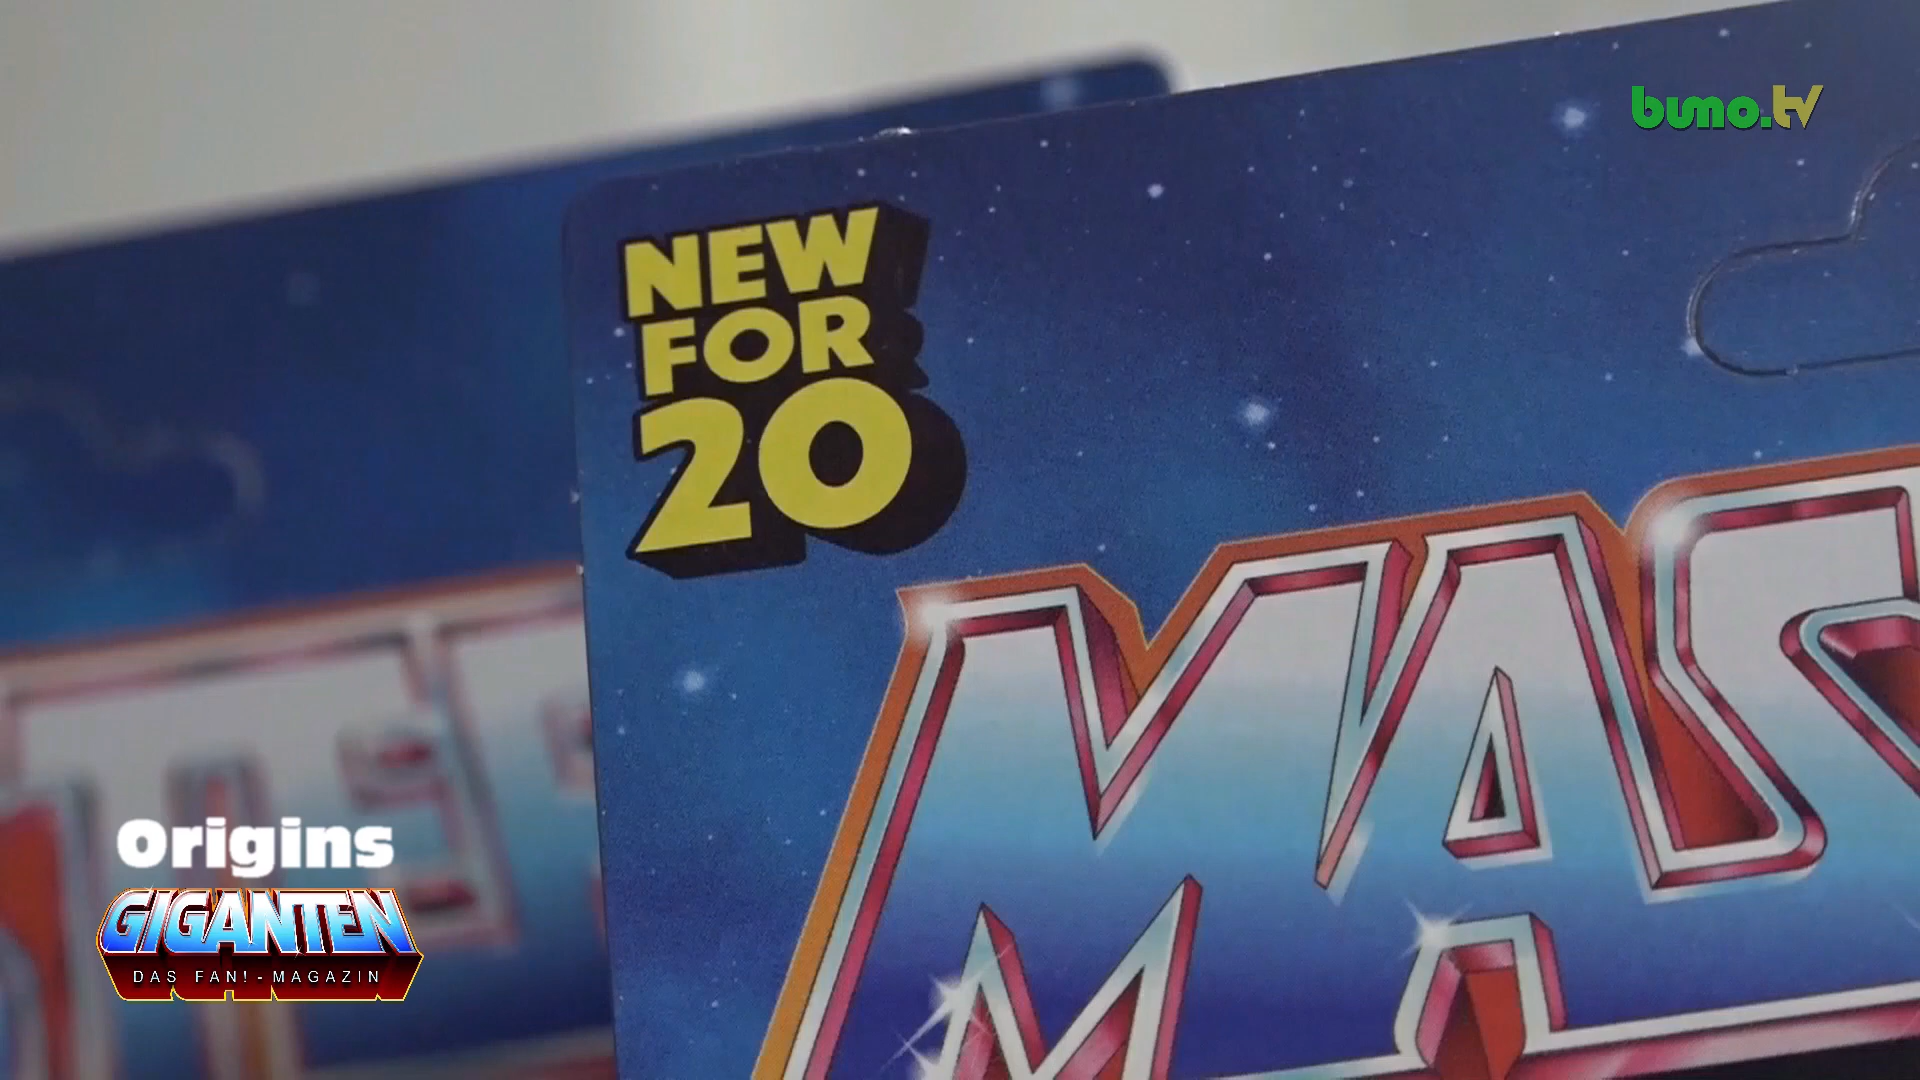 bumo.tv
NEW
FOR
20
MAS
Origins
GIGANTEN
DAS FAN!-MAGAZIN